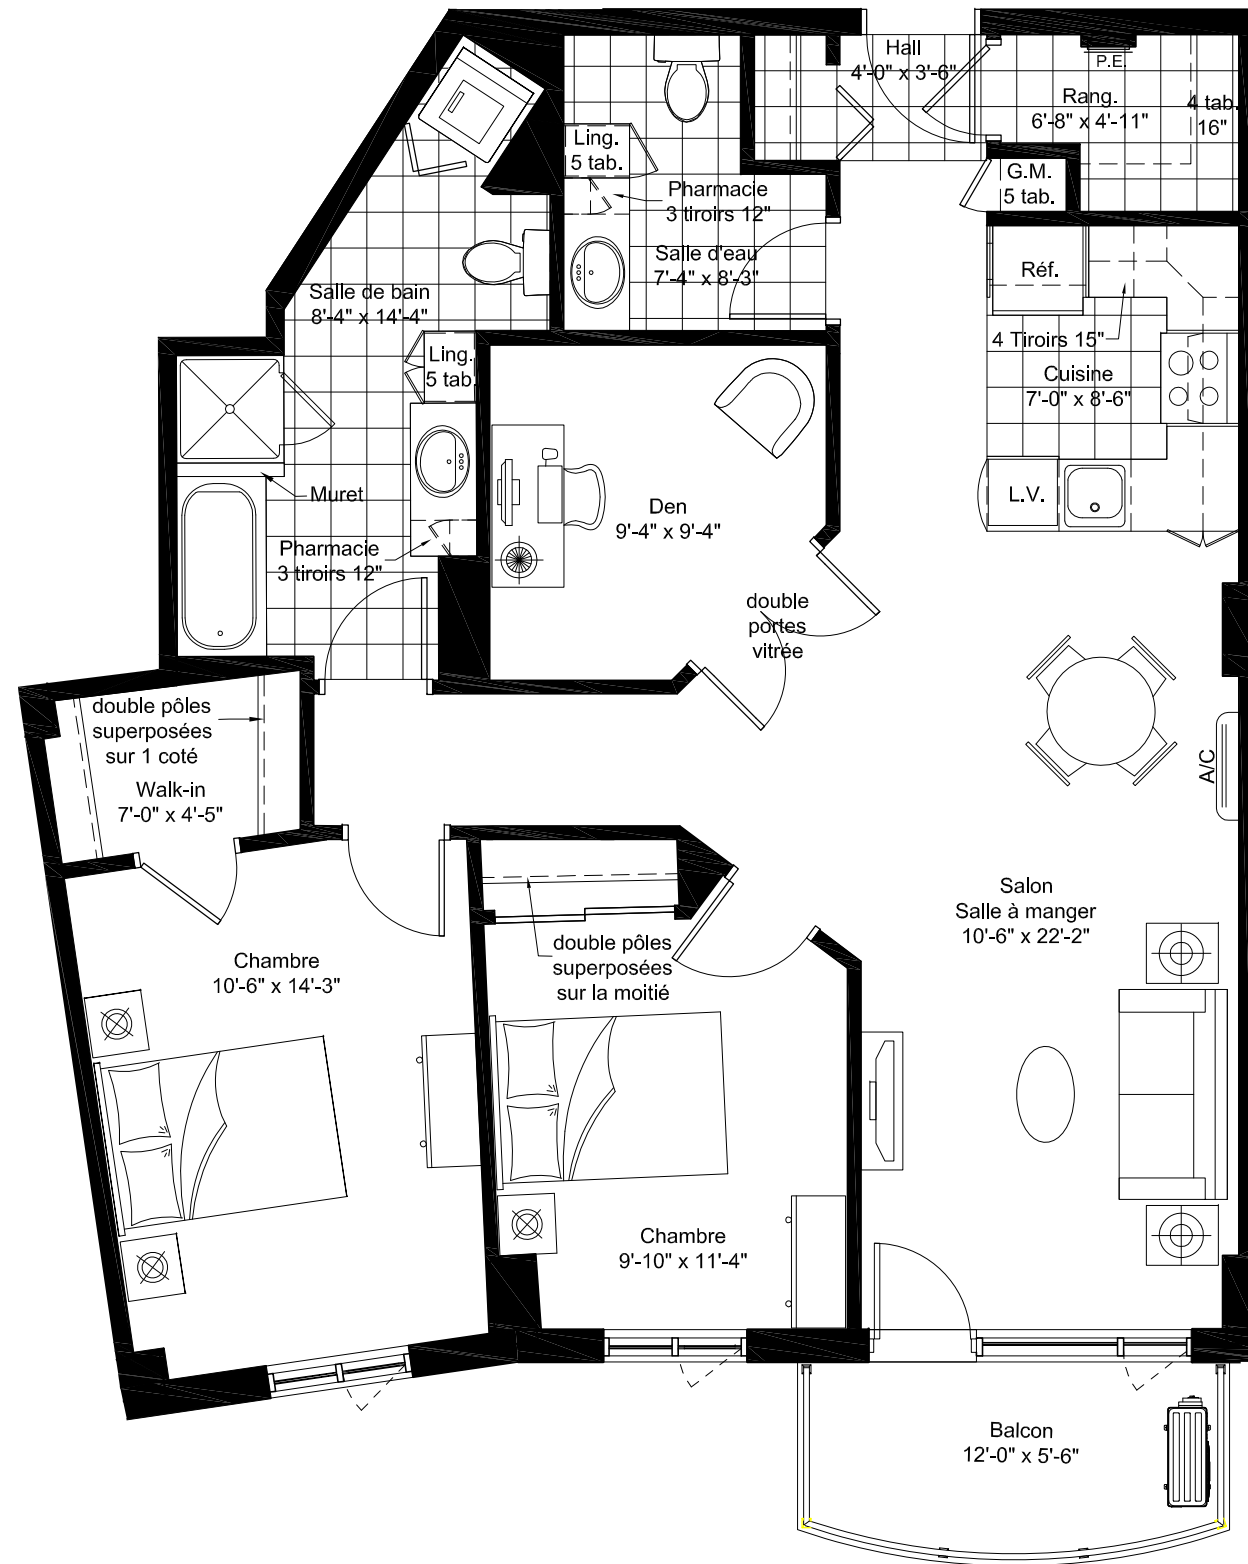 Hall
4'-0" x 3'-6"
P.E.
Rang.
6'-8" x 4'-11"
4 tab.
16"
G.M.
5 tab.
Ling.
5 tab.
Pharmacie
3 tiroirs 12"
Salle d'eau
7'-4" x 8'-3"
Salle de bain
8'-4" x 14'-4"
Réf.
4 Tiroirs 15"
Cuisine
7'-0" x 8'-6"
L.V.
Ling.
5 tab.
Muret
Pharmacie
3 tiroirs 12"
Den
9'-4" x 9'-4"
double
portes
vitrée
double pôles
superposées
sur 1 coté
Walk-in
7'-0" x 4'-5"
A/C
Salon
Salle à manger
10'-6" x 22'-2"
Chambre
10'-6" x 14'-3"
double pôles
superposées
sur la moitié
Chambre
9'-10" x 11'-4"
Balcon
12'-0" x 5'-6"